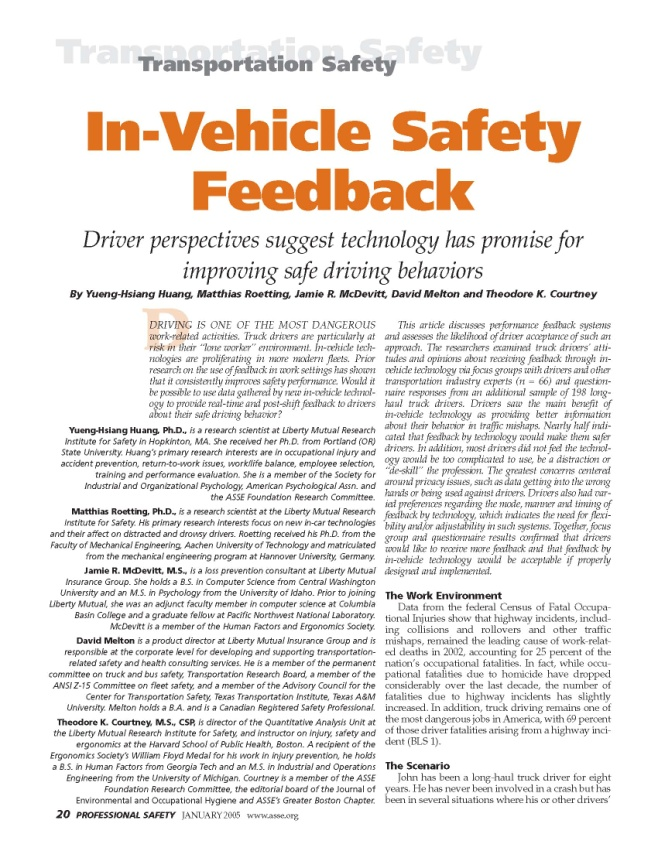 Transportation Safety
Transportation Safety
In-Vehicle Safety
Feedback
Driver perspectives suggest technology has promise for
improving safe driving behaviors
By Yueng-Hsiang Huang, Matthias Roetting, Jamie R. McDevitt, David Melton and Theodore K. Courtney
D
DRIVING IS ONE OF THE MOST DANGEROUS
work-related activities. Truck drivers are particularly at
risk in their "lone worker" environment. In-vehicle tech-
nologies are proliferating in more modern fleets. Prior
research on the use of feedback in work settings has shown
that it consistently improves safety performance. Would it
be possible to use data gathered by new in-vehicle technol-
ogy to provide real-time and post-shift feedback to drivers
about their safe driving behavior?
Yueng-Hsiang Huang, Ph.D., is a research scientist at Liberty Mutual Research
Institute for Safety in Hopkinton, MA. She received her Ph.D. from Portland (OR)
State University. Huang's primary research interests are in occupational injury and
accident prevention, return-to-work issues, work/life balance, employee selection,
training and performance evaluation. She is a member of the Society for
Industrial and Organizational Psychology, American Psychological Assn. and
the ASSE Foundation Research Committee.
Matthias Roetting, Ph.D., is a research scientist at the Liberty Mutual Research
Institute for Safety. His primary research interests focus on new in-car technologies
and their affect on distracted and drowsy drivers. Roetting received his Ph.D. from the
Faculty of Mechanical Engineering, Aachen University of Technology and matriculated
from the mechanical engineering program at Hannover University, Germany.
Jamie R. McDevitt, M.S., is a loss prevention consultant at Liberty Mutual
Insurance Group. She holds a B.S. in Computer Science from Central Washington
University and an M.S. in Psychology from the University of Idaho. Prior to joining
Liberty Mutual, she was an adjunct faculty member in computer science at Columbia
Basin College and a graduate fellow at Pacific Northwest National Laboratory.
McDevitt is a member of the Human Factors and Ergonomics Society.
David Melton is a product director at Liberty Mutual Insurance Group and is
responsible at the corporate level for developing and supporting transportation-
related safety and health consulting services. He is a member of the permanent
committee on truck and bus safety, Transportation Research Board, a member of the
ANSI Z-15 Committee on fleet safety, and a member of the Advisory Council for the
Center for Transportation Safety, Texas Transportation Institute, Texas A&M
University. Melton holds a B.A. and is a Canadian Registered Safety Professional.
Theodore K. Courtney, M.S., CSP, is director of the Quantitative Analysis Unit at
the Liberty Mutual Research Institute for Safety, and instructor on injury, safety and
ergonomics at the Harvard School of Public Health, Boston. A recipient of the
Ergonomics Society's William Floyd Medal for his work in injury prevention, he holds
a B.S. in Human Factors from Georgia Tech and an M.S. in Industrial and Operations
Engineering from the University of Michigan. Courtney is a member of the ASSE
Foundation Research Committee, the editorial board of the Journal of
Environmental and Occupational Hygiene and ASSE's Greater Boston Chapter.
This article discusses performance feedback systems
and assesses the likelihood of driver acceptance of such an
approach. The researchers examined truck drivers' atti-
tudes and opinions about receiving feedback through in-
vehicle technology via focus groups with drivers and other
transportation industry experts (n = 66) and question-
naire responses from an additional sample of 198 long-
haul truck drivers. Drivers saw the main benefit of
in-vehicle technology as providing better information
about their behavior in traffic mishaps. Nearly half indi-
cated that feedback by technology would make them safer
drivers. In addition, most drivers did not feel the technol-
ogy would be too complicated to use, be a distraction or
"de-skill" the profession. The greatest concerns centered
around privacy issues, such as data getting into the wrong
hands or being used against drivers. Drivers also had var-
ied preferences regarding the mode, manner and timing of
feedback by technology, which indicates the need for flexi-
bility and/or adjustability in such systems. Together, focus
group and questionnaire results confirmed that drivers
would like to receive more feedback and that feedback by
in-vehicle technology would be acceptable if properly
designed and implemented.
The Work Environment
Data from the federal Census of Fatal Occupa-
tional Injuries show that highway incidents, includ-
ing collisions and rollovers and other traffic
mishaps, remained the leading cause of work-relat-
ed deaths in 2002, accounting for 25 percent of the
nation's occupational fatalities. In fact, while occu-
pational fatalities due to homicide have dropped
considerably over the last decade, the number of
fatalities due to highway incidents has slightly
increased. In addition, truck driving remains one of
the most dangerous jobs in America, with 69 percent
of those driver fatalities arising from a highway inci-
dent (BLS 1).
The Scenario
John has been a long-haul truck driver for eight
years. He has never been involved in a crash but has
been in several situations where his or other drivers'
20 PROFESSIONAL SAFETY JANUARY 2005 www.asse.org